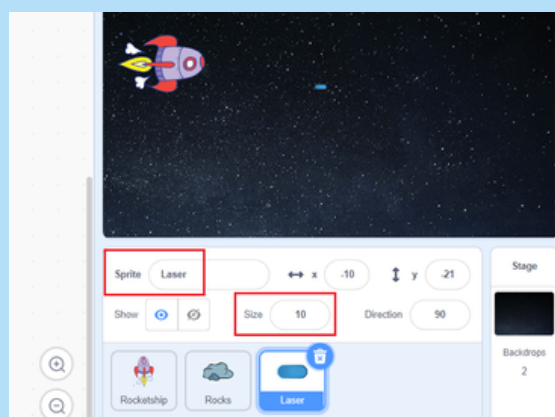 Sprite Laser x -10 y -21
Stage
Show Size 10 Direction 90
Backdrops
2
Rocketship Rocks Laser